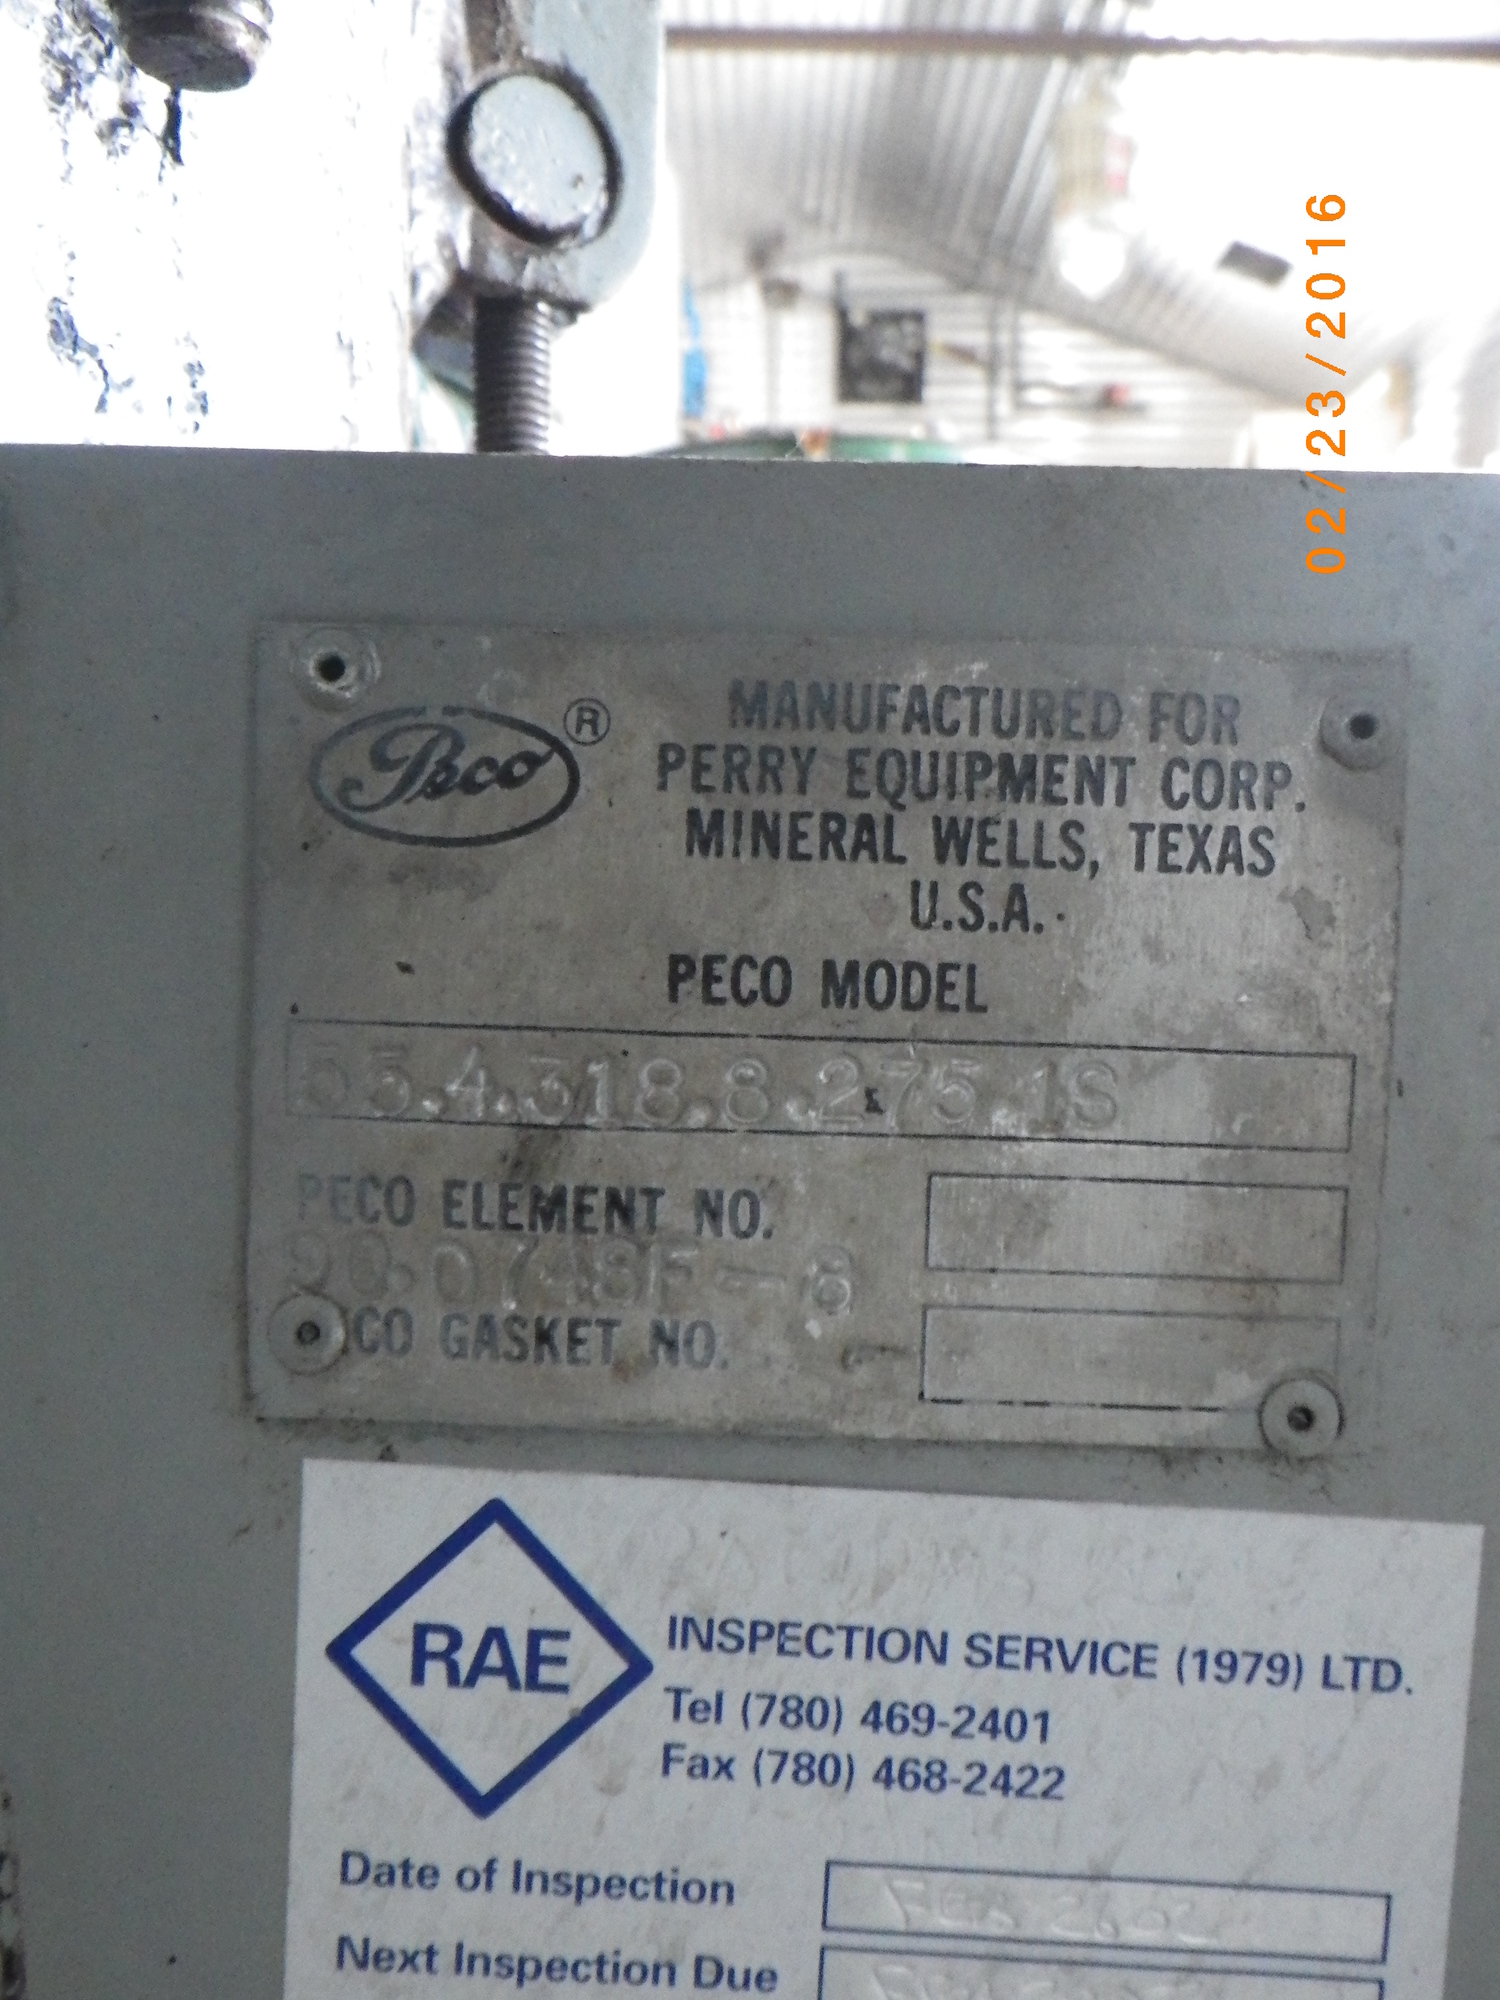 02/23/2016
Peco ®
MANUFACTURED FOR
PERRY EQUIPMENT CORP.
MINERAL WELLS, TEXAS
U.S.A.
PECO MODEL
55.4.318.8.275.1S
PECO ELEMENT NO.
CO GASKET NO.
RAE
INSPECTION SERVICE (1979) LTD.
Tel (780) 469-2401
Fax (780) 468-2422
Date of Inspection
Next Inspection Due